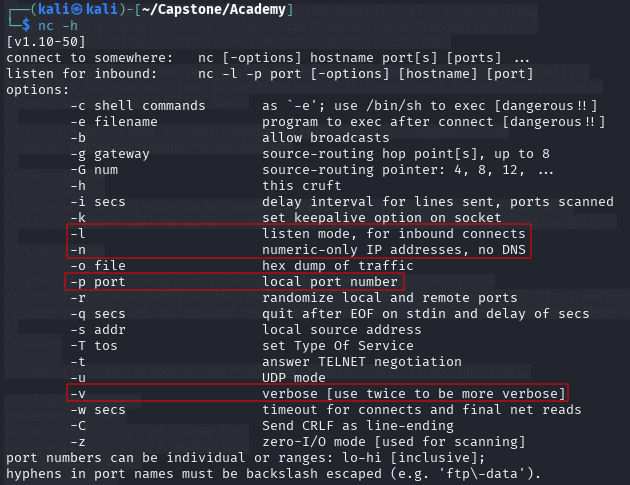 ┌──(kali㉿kali)-[~/Capstone/Academy]
└─$ nc -h
[v1.10-50]
connect to somewhere:   nc [-options] hostname port[s] [ports] ...
listen for inbound:     nc -l -p port [-options] [hostname] [port]
options:
        -c shell commands       as `-e'; use /bin/sh to exec [dangerous!!]
        -e filename             program to exec after connect [dangerous!!]
        -b                      allow broadcasts
        -g gateway              source-routing hop point[s], up to 8
        -G num                  source-routing pointer: 4, 8, 12, ...
        -h                      this cruft
        -i secs                 delay interval for lines sent, ports scanned
        -k                      set keepalive option on socket
        -l                      listen mode, for inbound connects
        -n                      numeric-only IP addresses, no DNS
        -o file                 hex dump of traffic
        -p port                 local port number
        -r                      randomize local and remote ports
        -q secs                 quit after EOF on stdin and delay of secs
        -s addr                 local source address
        -T tos                  set Type Of Service
        -t                      answer TELNET negotiation
        -u                      UDP mode
        -v                      verbose [use twice to be more verbose]
        -w secs                 timeout for connects and final net reads
        -C                      Send CRLF as line-ending
        -z                      zero-I/O mode [used for scanning]
port numbers can be individual or ranges: lo-hi [inclusive];
hyphens in port names must be backslash escaped (e.g. 'ftp\-data').